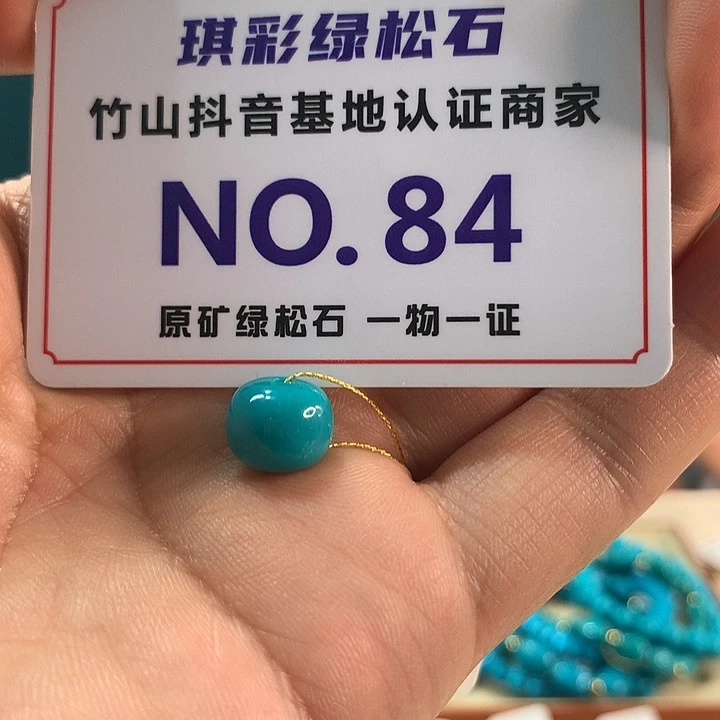 琪彩绿松石
竹山抖音基地认证商家
NO. 84
原矿绿松石 一物一证